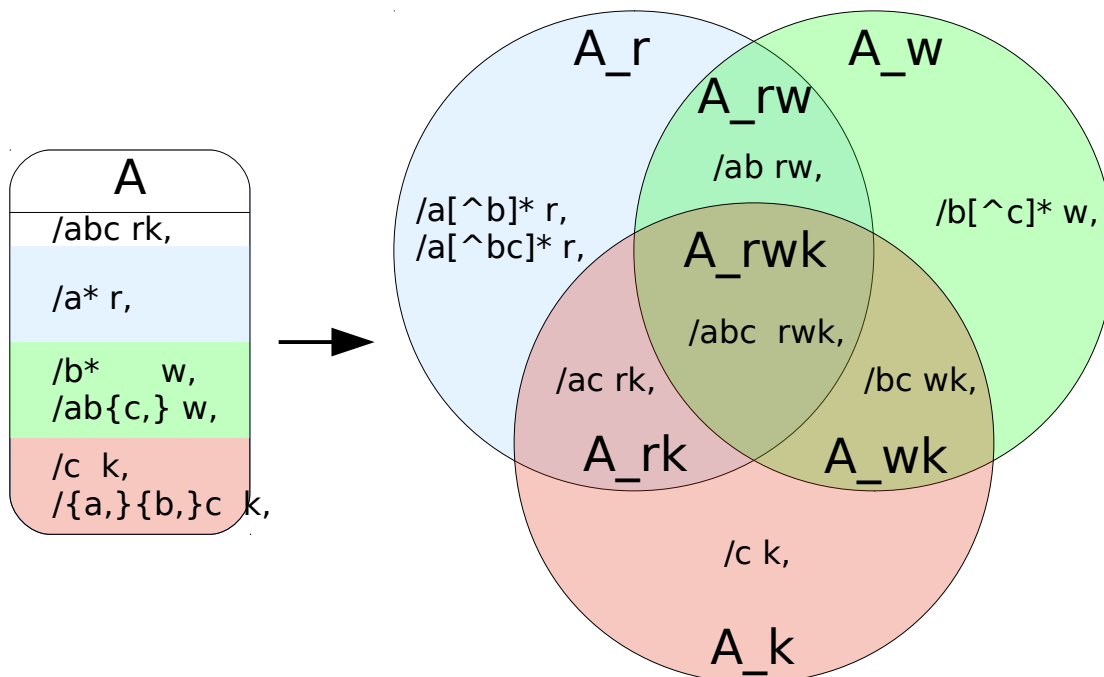 A
/abc rk,
/a* r,
/b*      w,
/ab{c,} w,
/c  k,
/{a,}{b,}c  k,
A_r
A_w
A_rw
/ab rw,
/a[^b]* r,
/a[^bc]* r,
/b[^c]* w,
A_rwk
/abc  rwk,
/ac rk,
/bc wk,
A_rk
A_wk
/c k,
A_k